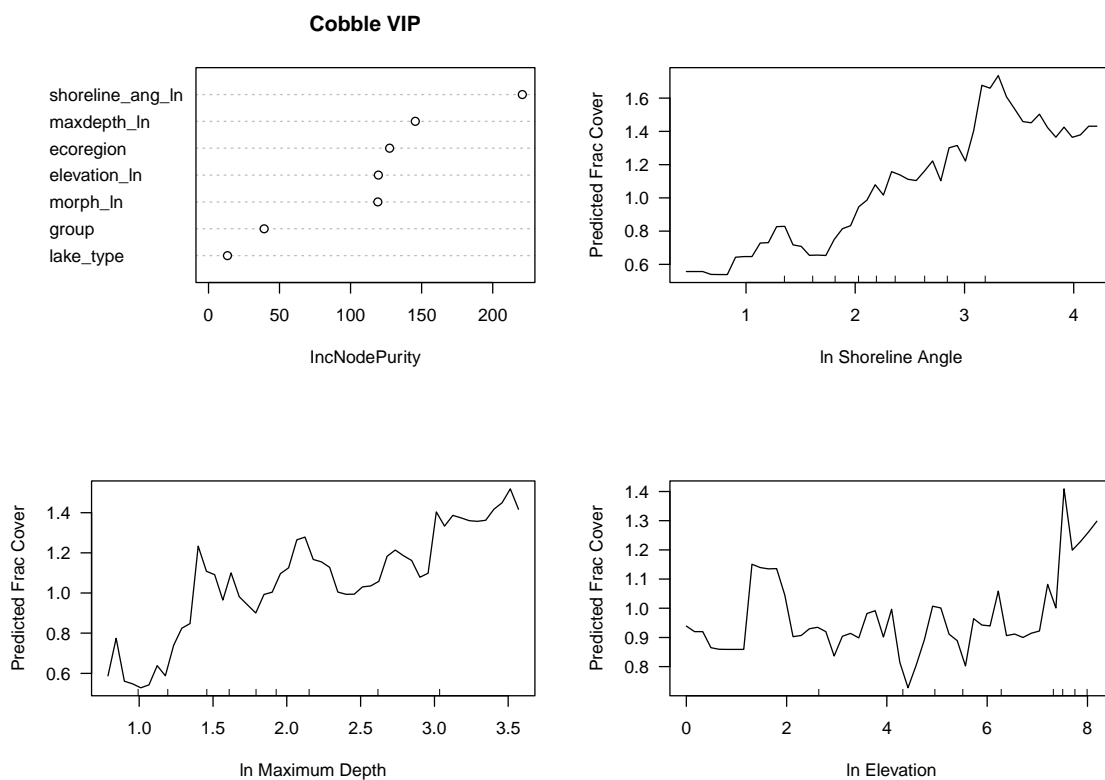 Cobble VIP
shoreline_ang_ln
maxdepth_ln
ecoregion
elevation_ln
morph_ln
group
lake_type
0 50 100 150 200
IncNodePurity
Predicted Frac Cover
1.6
1.4
1.2
1.0
0.8
0.6
1 2 3 4
ln Shoreline Angle
Predicted Frac Cover
1.4
1.2
1.0
0.8
0.6
1.0 1.5 2.0 2.5 3.0 3.5
ln Maximum Depth
Predicted Frac Cover
1.4
1.3
1.2
1.1
1.0
0.9
0.8
0 2 4 6 8
ln Elevation